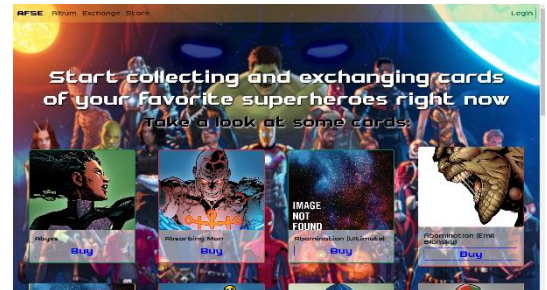 AFSE Album Exchange Store Login
Start collecting and exchanging cards
of your favorite superheroes right now
Take a look at some cards:
IMAGE
NOT
FOUND
Abyss
Absorbing Man
Abomination (Ultimate)
Abomination (Emil
Blonsky)
Buy
Buy
Buy
Buy